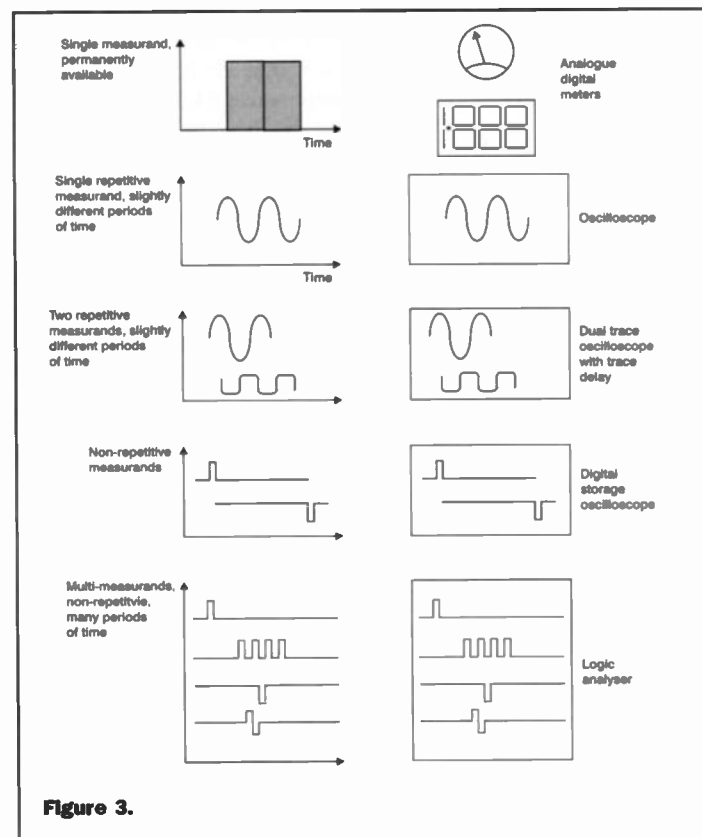 Single measurand,
permanently
available
Time
Analogue
digital
meters
Single repetitive
measurand, slightly
different periods
of time
Time
Oscilloscope
Two repetitive
measurands, slightly
different periods
of time
Dual trace
oscilloscope
with trace
delay
Non-repetitive
measurands
Digital
storage
oscilloscope
Multi-measurands,
non-repetitvie,
many periods
of time
Logic
analyser
Figure 3.